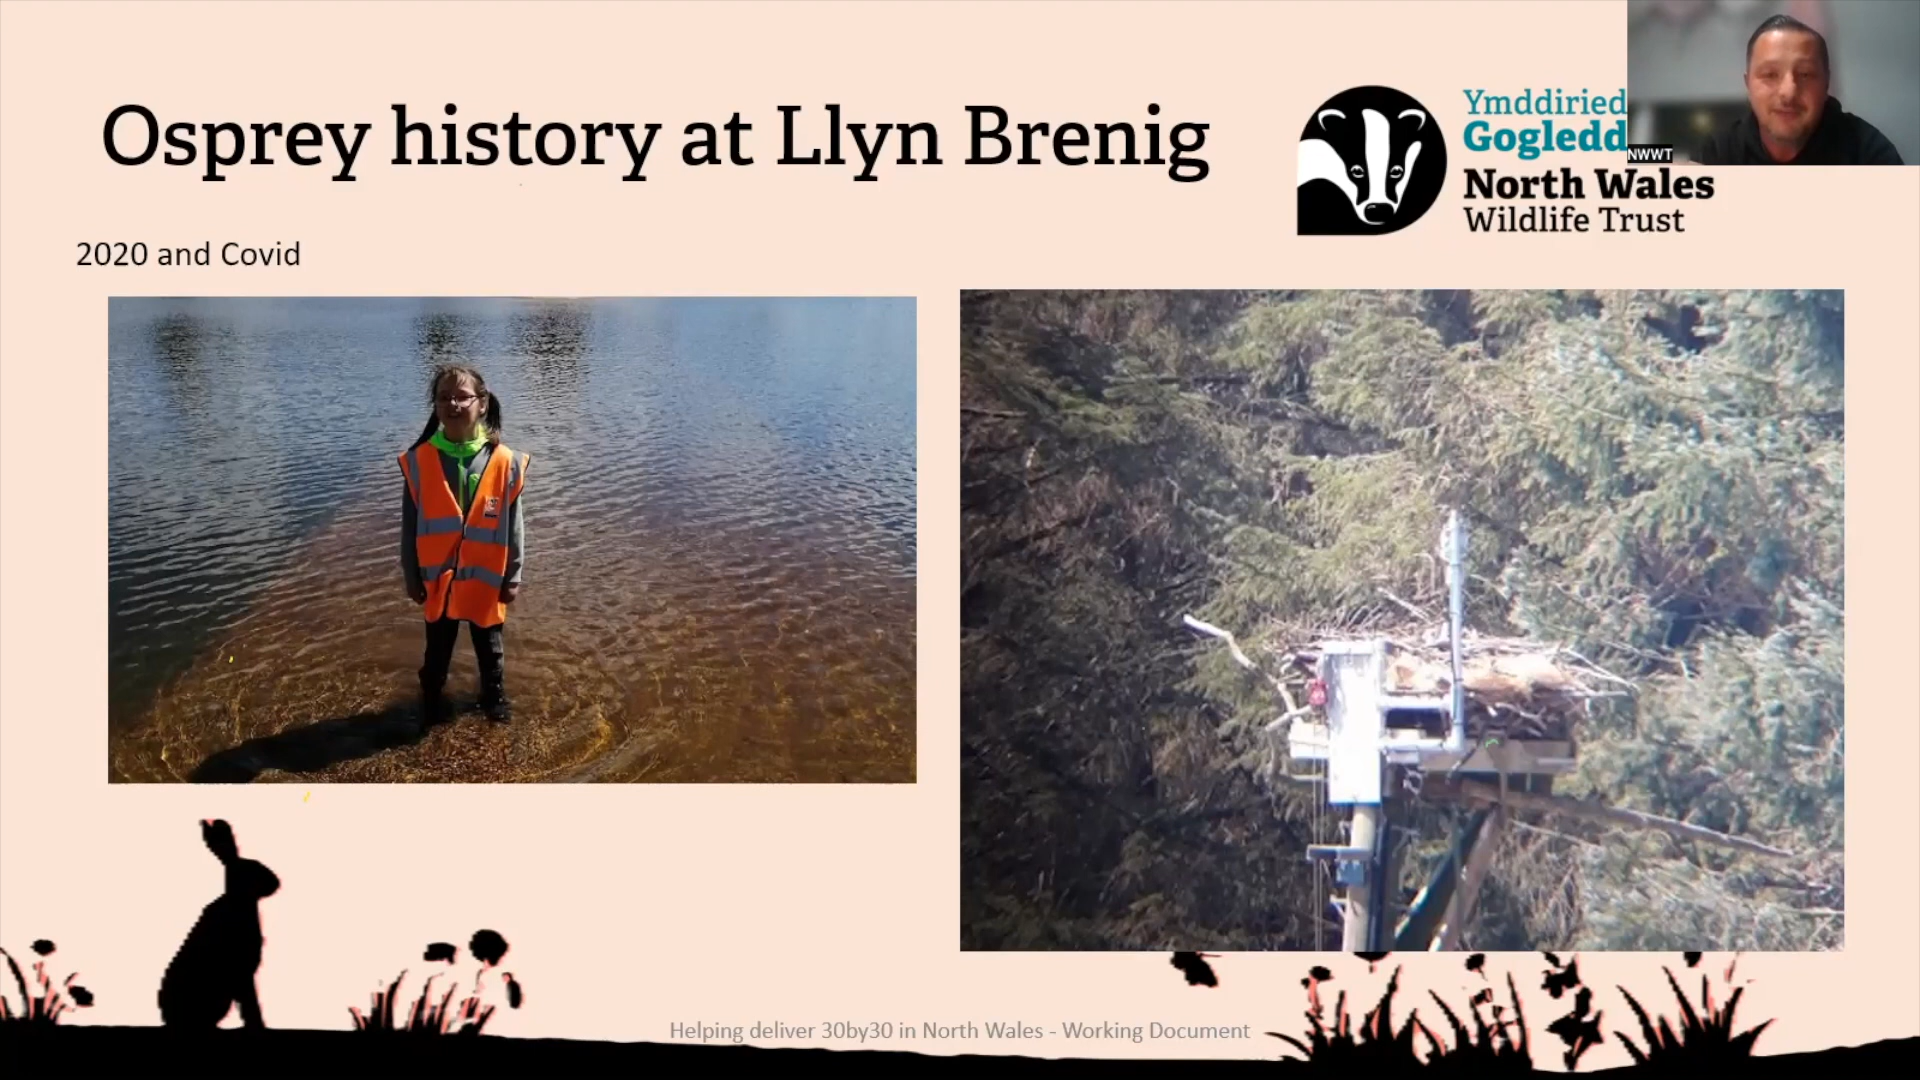 Osprey history at Llyn Brenig
Ymddiried
Gogledd
North Wales
Wildlife Trust
NWWT
2020 and Covid
Helping deliver 30by30 in North Wales - Working Document